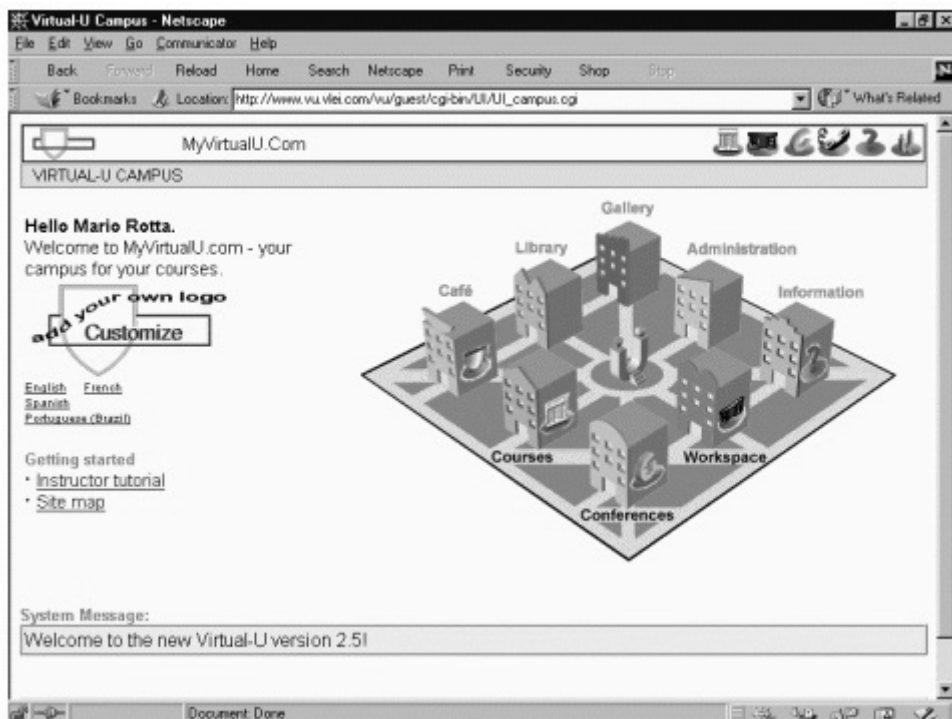 Virtual-U Campus - Netscape
File Edit View Go Communicator Help
Back Forward Reload Home Search Netscape Print Security Shop Stop
Bookmarks Location: http://www.vu.vlei.com/vu/guest/cgi-bin/UI/UI_campus.cgi What's Related
MyVirtualU.Com
VIRTUAL-U CAMPUS
Hello Mario Rotta.
Welcome to MyVirtualU.com - your
campus for your courses.
add your own logo
Customize
English French
Spanish
Portuguese (Brazil)
Getting started
· Instructor tutorial
· Site map
Gallery
Library
Administration
Café
Information
Courses
Workspace
Conferences
System Message:
Welcome to the new Virtual-U version 2.5!
Document: Done